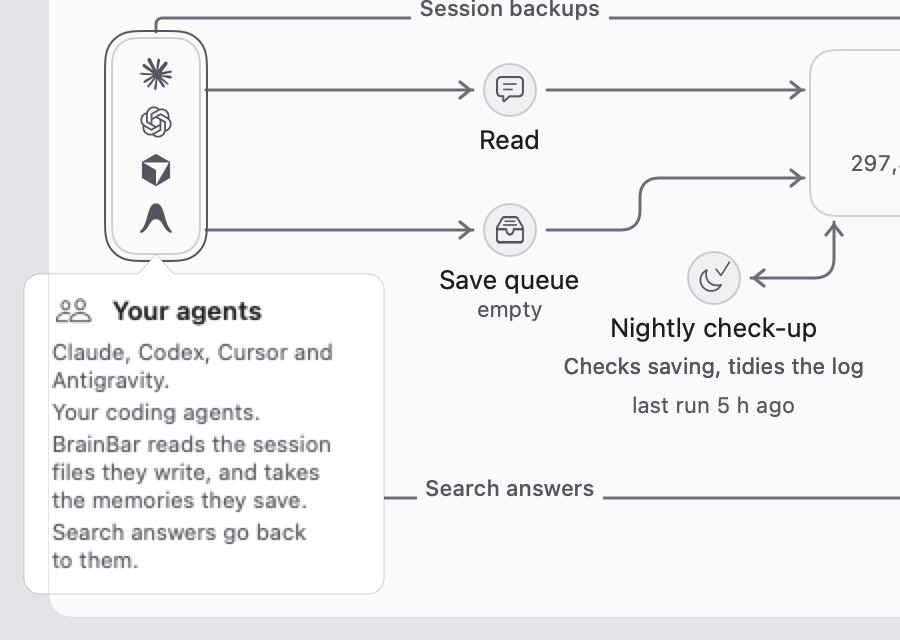 Session backups
Read
297,
Save queue
empty
Nightly check-up
Checks saving, tidies the log
last run 5 h ago
Your agents
Claude, Codex, Cursor and
Antigravity.
Your coding agents.
BrainBar reads the session
files they write, and takes
the memories they save.
Search answers go back
to them.
Search answers